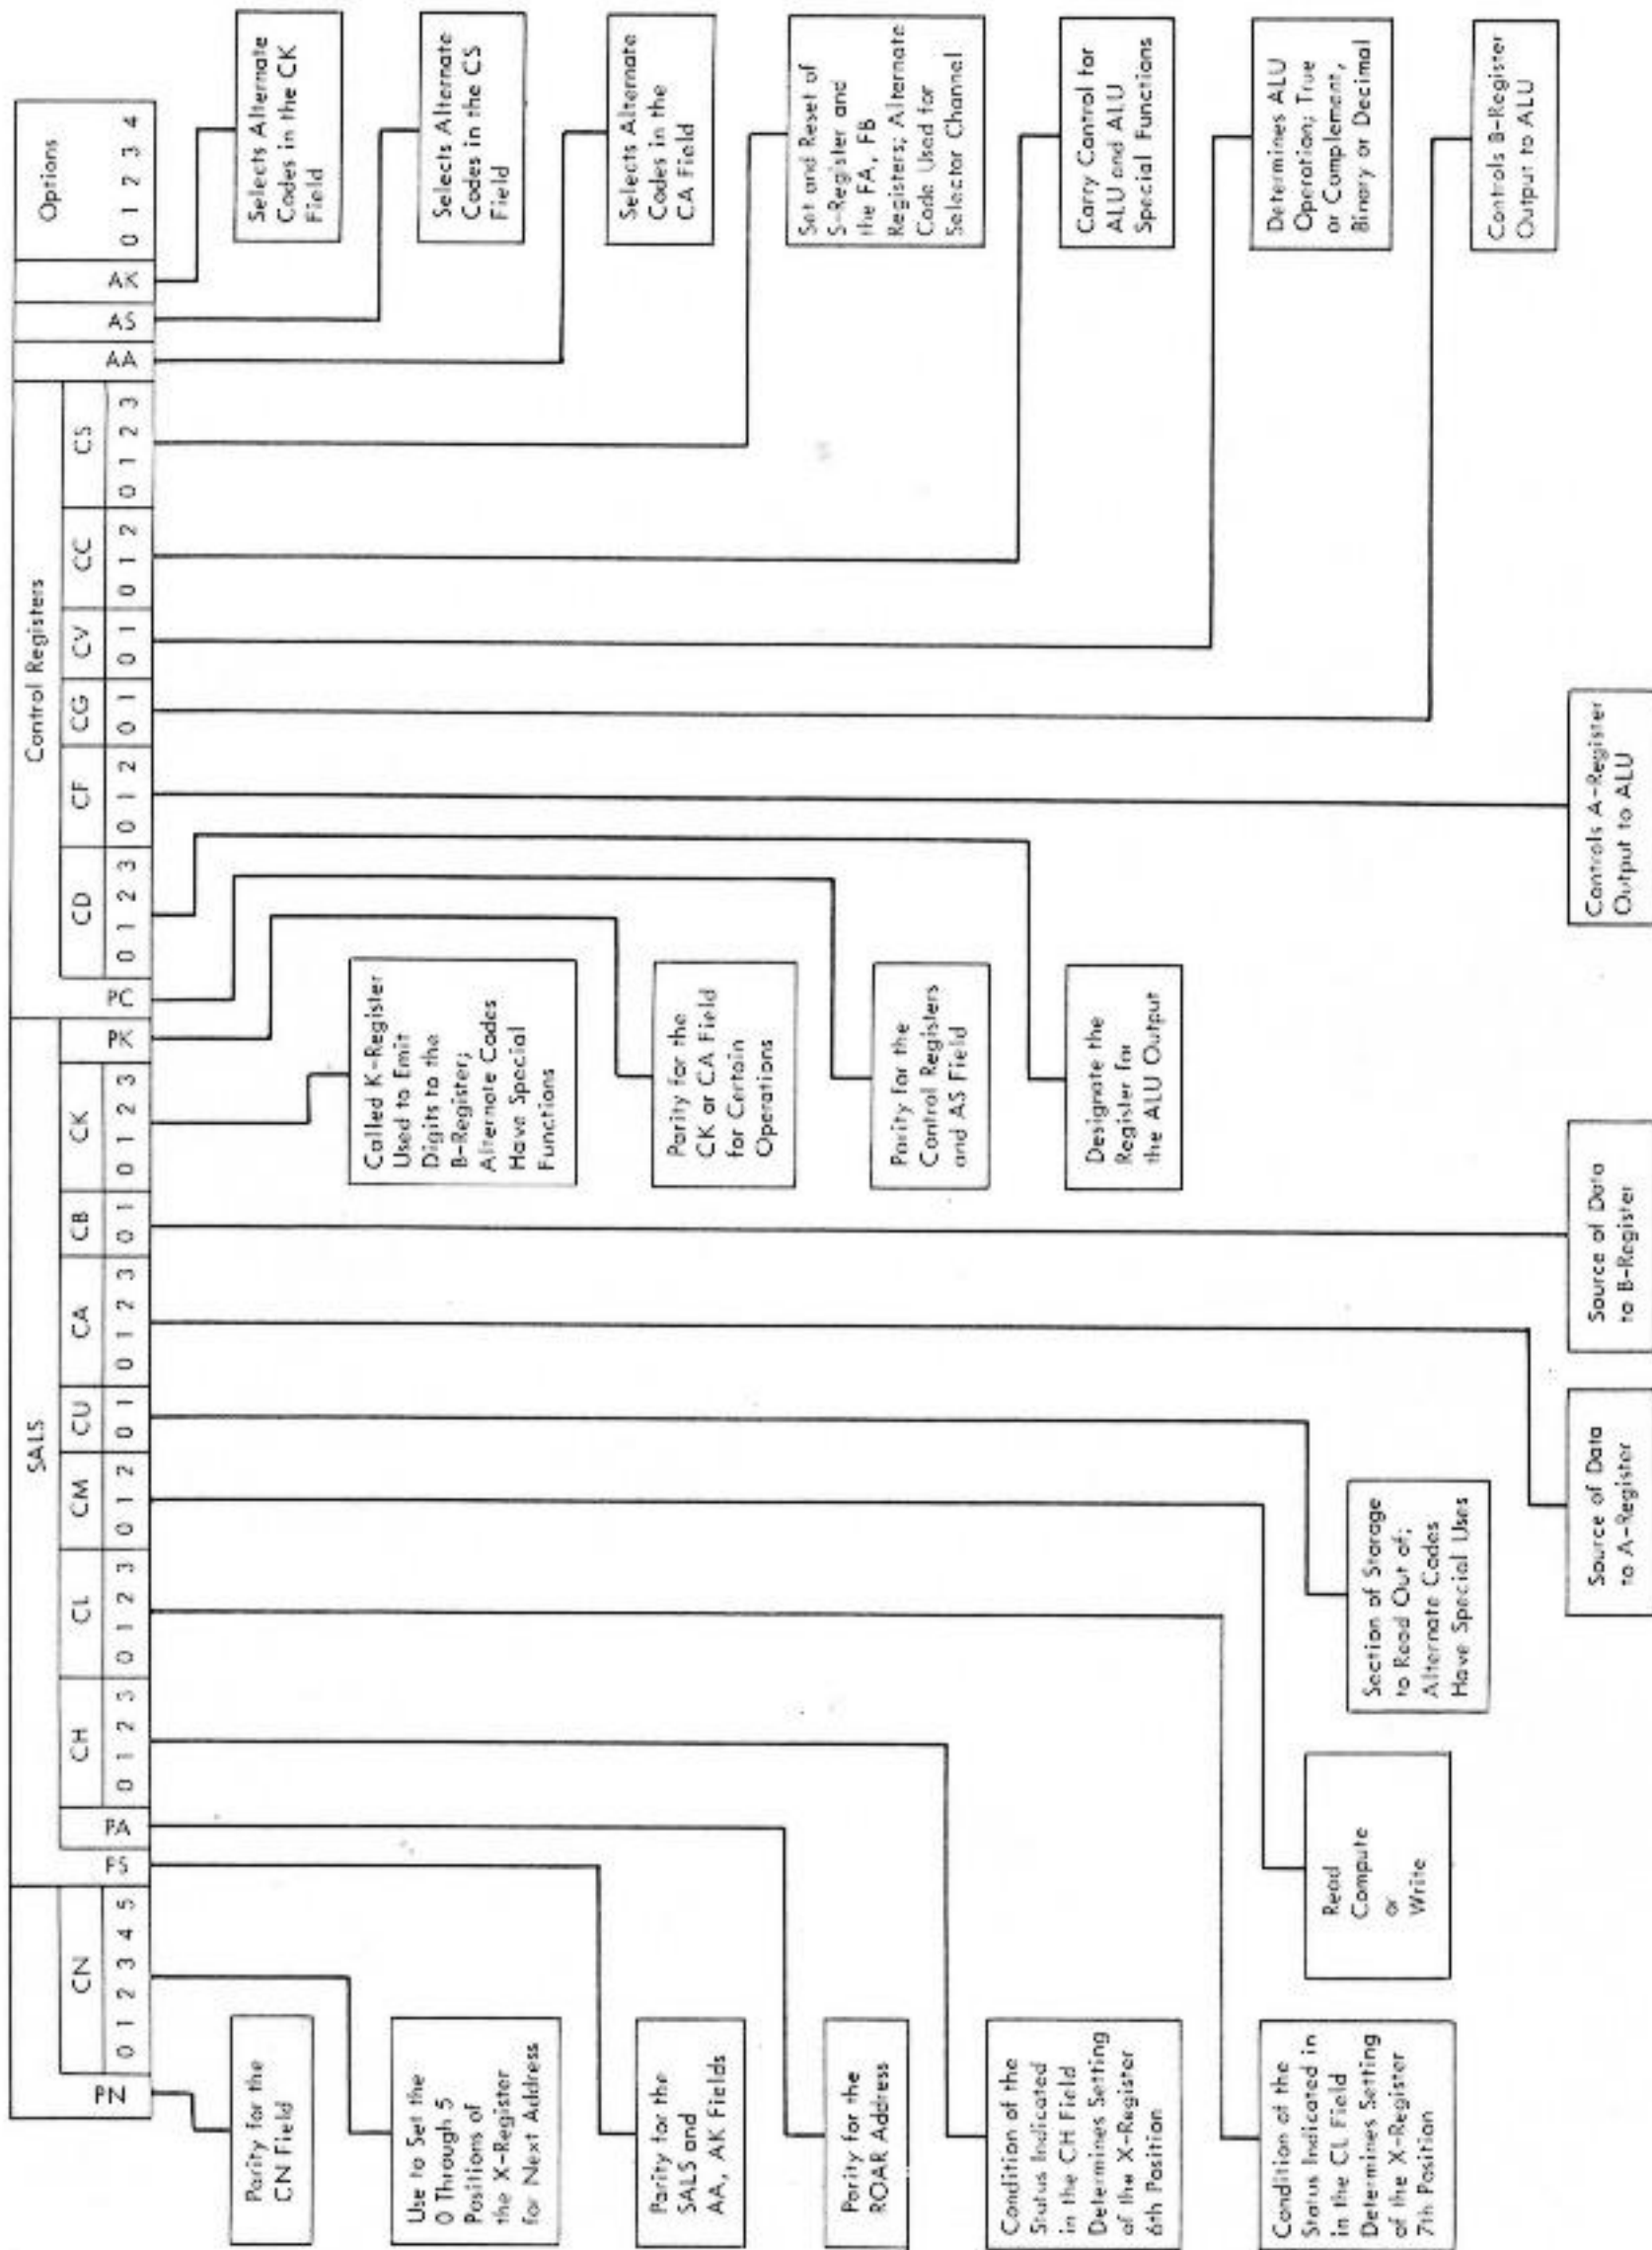 SALS
Control Registers
Options
CN
CH
CL
CM
CU
CA
CB
CK
CD
CF
CG
CV
CC
CS
PN
0 1 2 3 4 5
PS
PA
0 1 2 3
0 1 2 3
0 1 2
0 1
0 1 2 3
0 1
0 1 2 3
PK
PC
0 1 2 3
0 1 2
0 1
0 1
0 1 2
0 1 2 3
AA
AS
AK
0 1 2 3 4
Parity for the
CN Field
Use to Set the
0 Through 5
Positions of
the X-Register
for Next Address
Parity for the
SALS and
AA, AK Fields
Parity for the
ROAR Address
Condition of the
Status Indicated
in the CH Field
Determines Setting
of the X-Register
6th Position
Condition of the
Status Indicated in
in the CL Field
Determines Setting
of the X-Register
7th Position
Read
Compute
or
Write
Section of Storage
to Read Out of;
Alternate Codes
Have Special Uses
Source of Data
to A-Register
Source of Data
to B-Register
Called K-Register
Used to Emit
Digits to the
B-Register;
Alternate Codes
Have Special
Functions
Parity for the
CK or CA Field
for Certain
Operations
Parity for the
Control Registers
and AS Field
Designate the
Register for
the ALU Output
Controls A-Register
Output to ALU
Selects Alternate
Codes in the CK
Field
Selects Alternate
Codes in the CS
Field
Selects Alternate
Codes in the
CA Field
Set and Reset of
S-Register and
the FA, FB
Registers; Alternate
Code Used for
Selector Channel
Carry Control for
ALU and ALU
Special Functions
Determines ALU
Operation; True
or Complement,
Binary or Decimal
Controls B-Register
Output to ALU